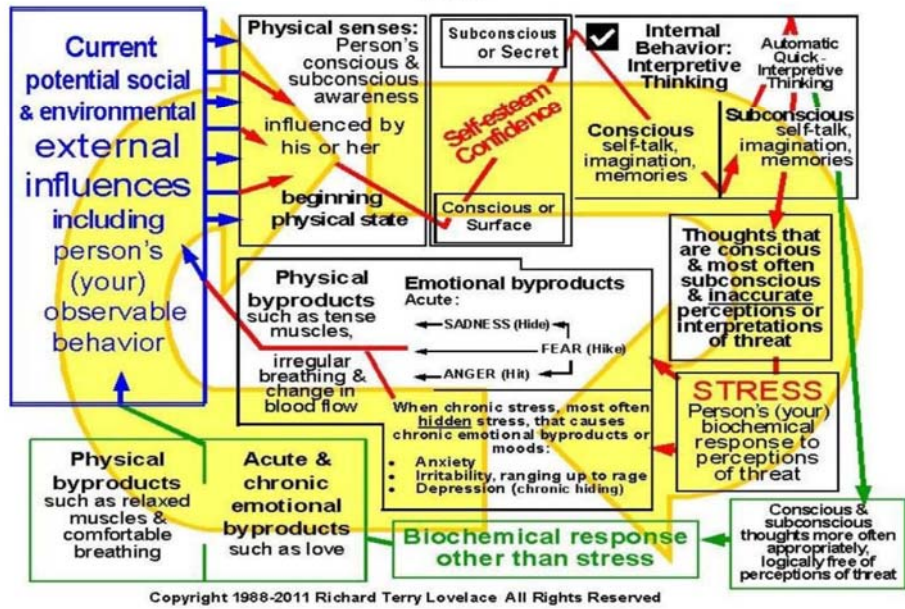 Current
potential social
& environmental
external
influences
including
person's
(your)
observable
behavior
Physical senses:
Person's
conscious &
subconscious
awareness
influenced by
his or her
beginning
physical state
Subconscious
or Secret
Self-esteem
Confidence
Conscious or
Surface
Internal
Behavior:
Interpretive
Thinking
Conscious
self-talk,
imagination,
memories
Automatic
Quick-
Interpretive
Thinking
Subconscious
self-talk,
imagination,
memories
Thoughts that
are conscious
& most often
subconscious
& inaccurate
perceptions or
interpretations
of threat
STRESS
Person's (your)
biochemical
response to
perceptions
of threat
Physical
byproducts
such as tense
muscles,
irregular
breathing &
change in
blood flow
Emotional byproducts
Acute:
SADNESS (Hide)
FEAR (Hike)
ANGER (Hit)
When chronic stress, most often
hidden stress, that causes
chronic emotional byproducts or
moods:
• Anxiety
• Irritability, ranging up to rage
• Depression (chronic hiding)
Physical
byproducts
such as relaxed
muscles &
comfortable
breathing
Acute &
chronic
emotional
byproducts
such as love
Biochemical response
other than stress
Conscious &
subconscious
thoughts more often
appropriately,
logically free of
perceptions of threat
Copyright 1988-2011 Richard Terry Lovelace All Rights Reserved